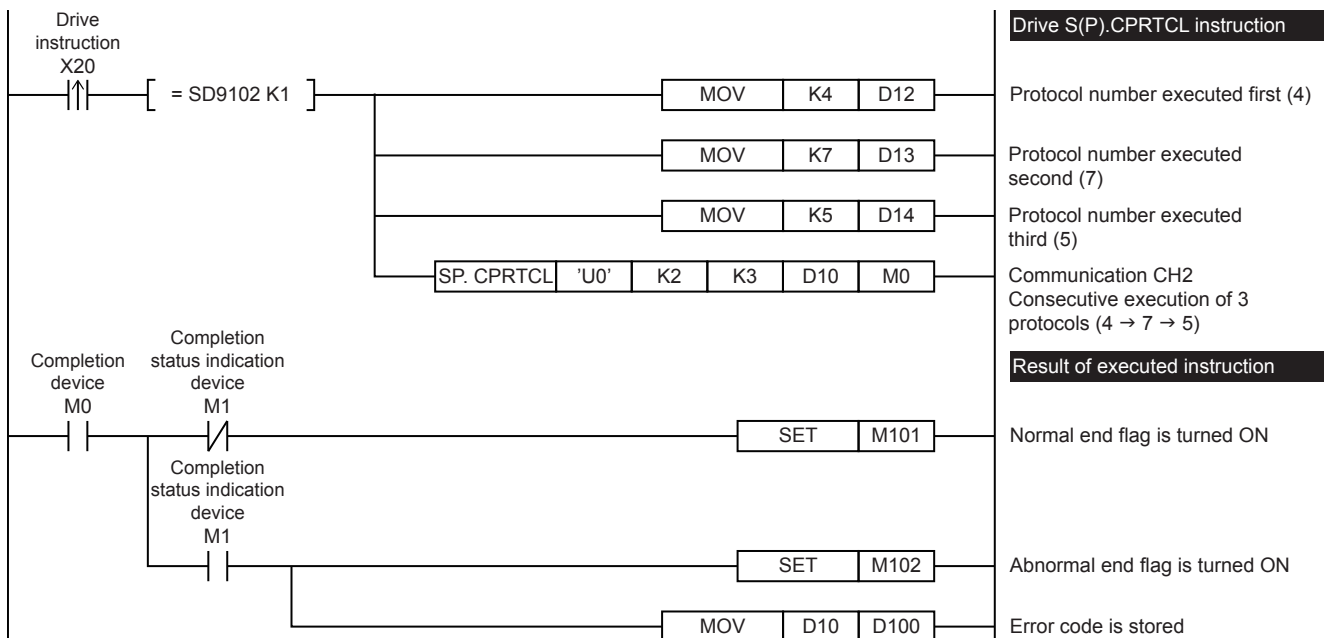 Drive
instruction
X20
Drive S(P).CPRTCL instruction
= SD9102 K1
MOV K4 D12
Protocol number executed first (4)
MOV K7 D13
Protocol number executed
second (7)
MOV K5 D14
Protocol number executed
third (5)
SP. CPRTCL 'U0' K2 K3 D10 M0
Communication CH2
Consecutive execution of 3
protocols (4 → 7 → 5)
Completion
device
M0
Completion
status indication
device
M1
Result of executed instruction
SET M101
Normal end flag is turned ON
Completion
status indication
device
M1
SET M102
Abnormal end flag is turned ON
MOV D10 D100
Error code is stored